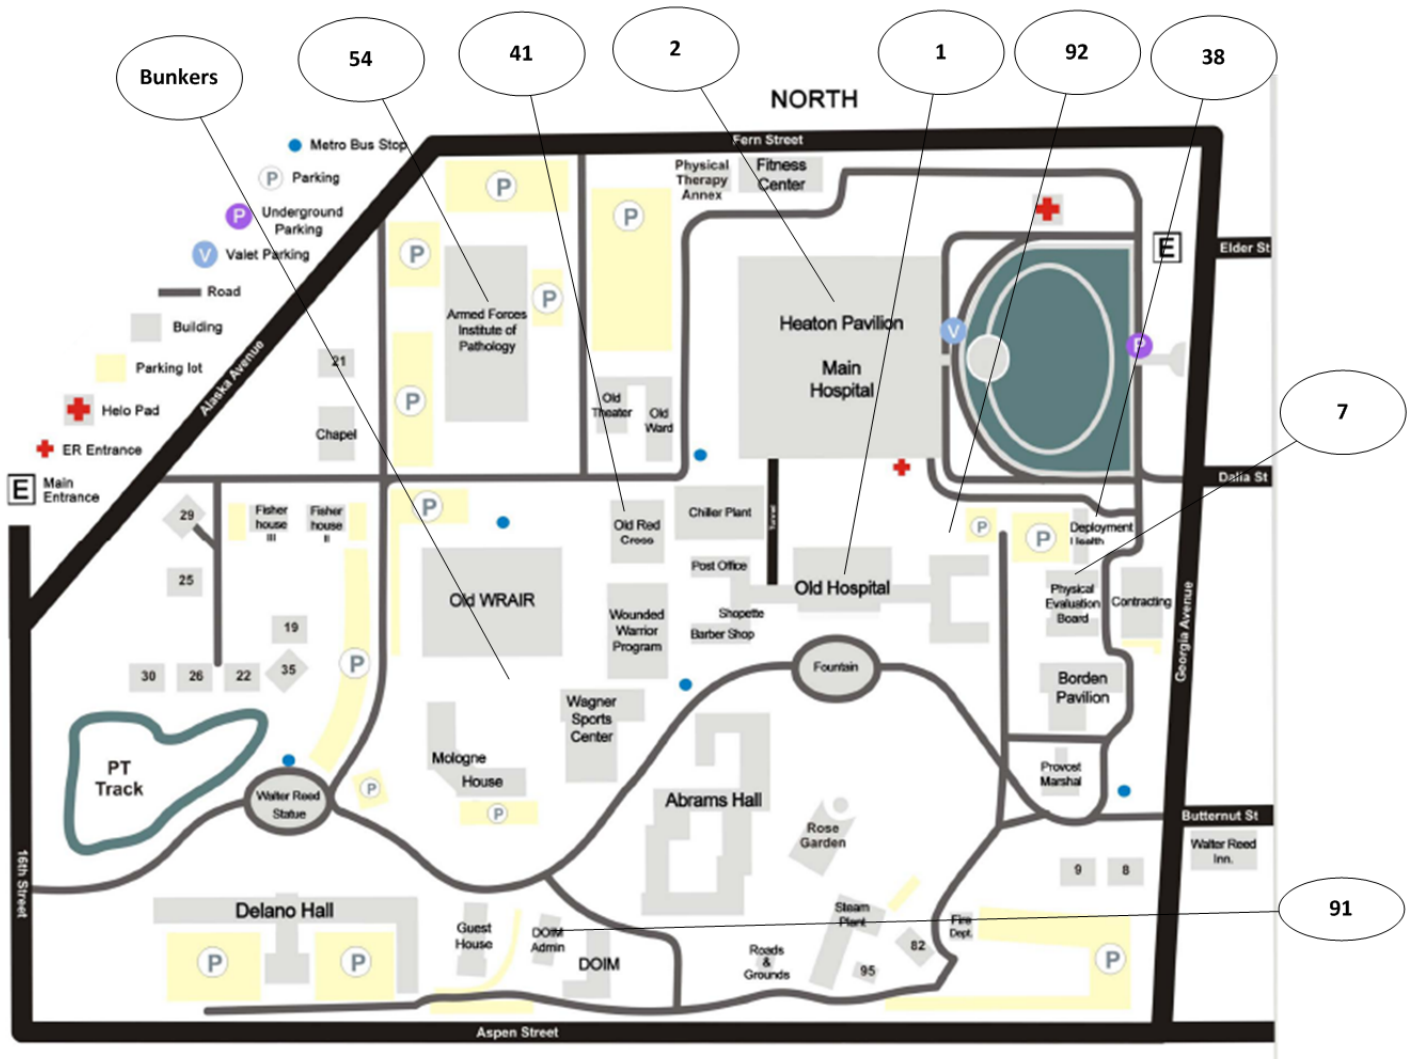 Bunkers
54
41
2
1
92
38
NORTH
Metro Bus Stop
P Parking
P Underground
Parking
V Valet Parking
Road
Building
Parking lot
Helo Pad
ER Entrance
E Main
Entrance
Fern Street
Alaska Avenue
Physical
Therapy
Annex
Fitness
Center
P
P
P
P
P
E
Elder St
Armed Forces
Institute of
Pathology
Heaton Pavilion
Main
Hospital
V
P
21
Chapel
Old
Theater
Old
Ward
7
Dalia St
29
25
Fisher
house
III
Fisher
house
II
P
Old Red
Cross
Chiller Plant
Tunnel
P
P
Deployment
Health
Old WRAIR
Post Office
Old Hospital
Shopette
Barber Shop
Wounded
Warrior
Program
Physical
Evaluation
Board
Contracting
Georgia Avenue
19
35
30
26
22
P
Fountain
Borden
Pavilion
Wagner
Sports
Center
PT
Track
Mologne
House
P
P
Walter Reed
Statue
Abrams Hall
Rose
Garden
Provost
Marshal
Butternut St
Walter Reed
Inn.
9
8
16th Street
Delano Hall
P
P
Guest
House
DOIM
Admin
DOIM
Steam
Plant
Roads
&
Grounds
82
95
Fire
Dept.
P
91
Aspen Street